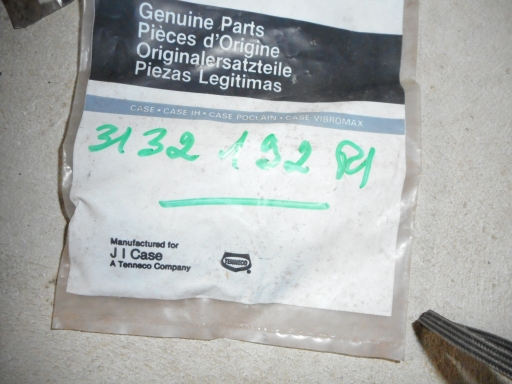 Genuine Parts
Pièces d'Origine
Originalersatzteile
Piezas Legitimas
CASE • CASE IH • CASE POCLAIN • CASE VIBROMAX
3132 192 R1
Manufactured for
J I Case
A Tenneco Company
TENNECO